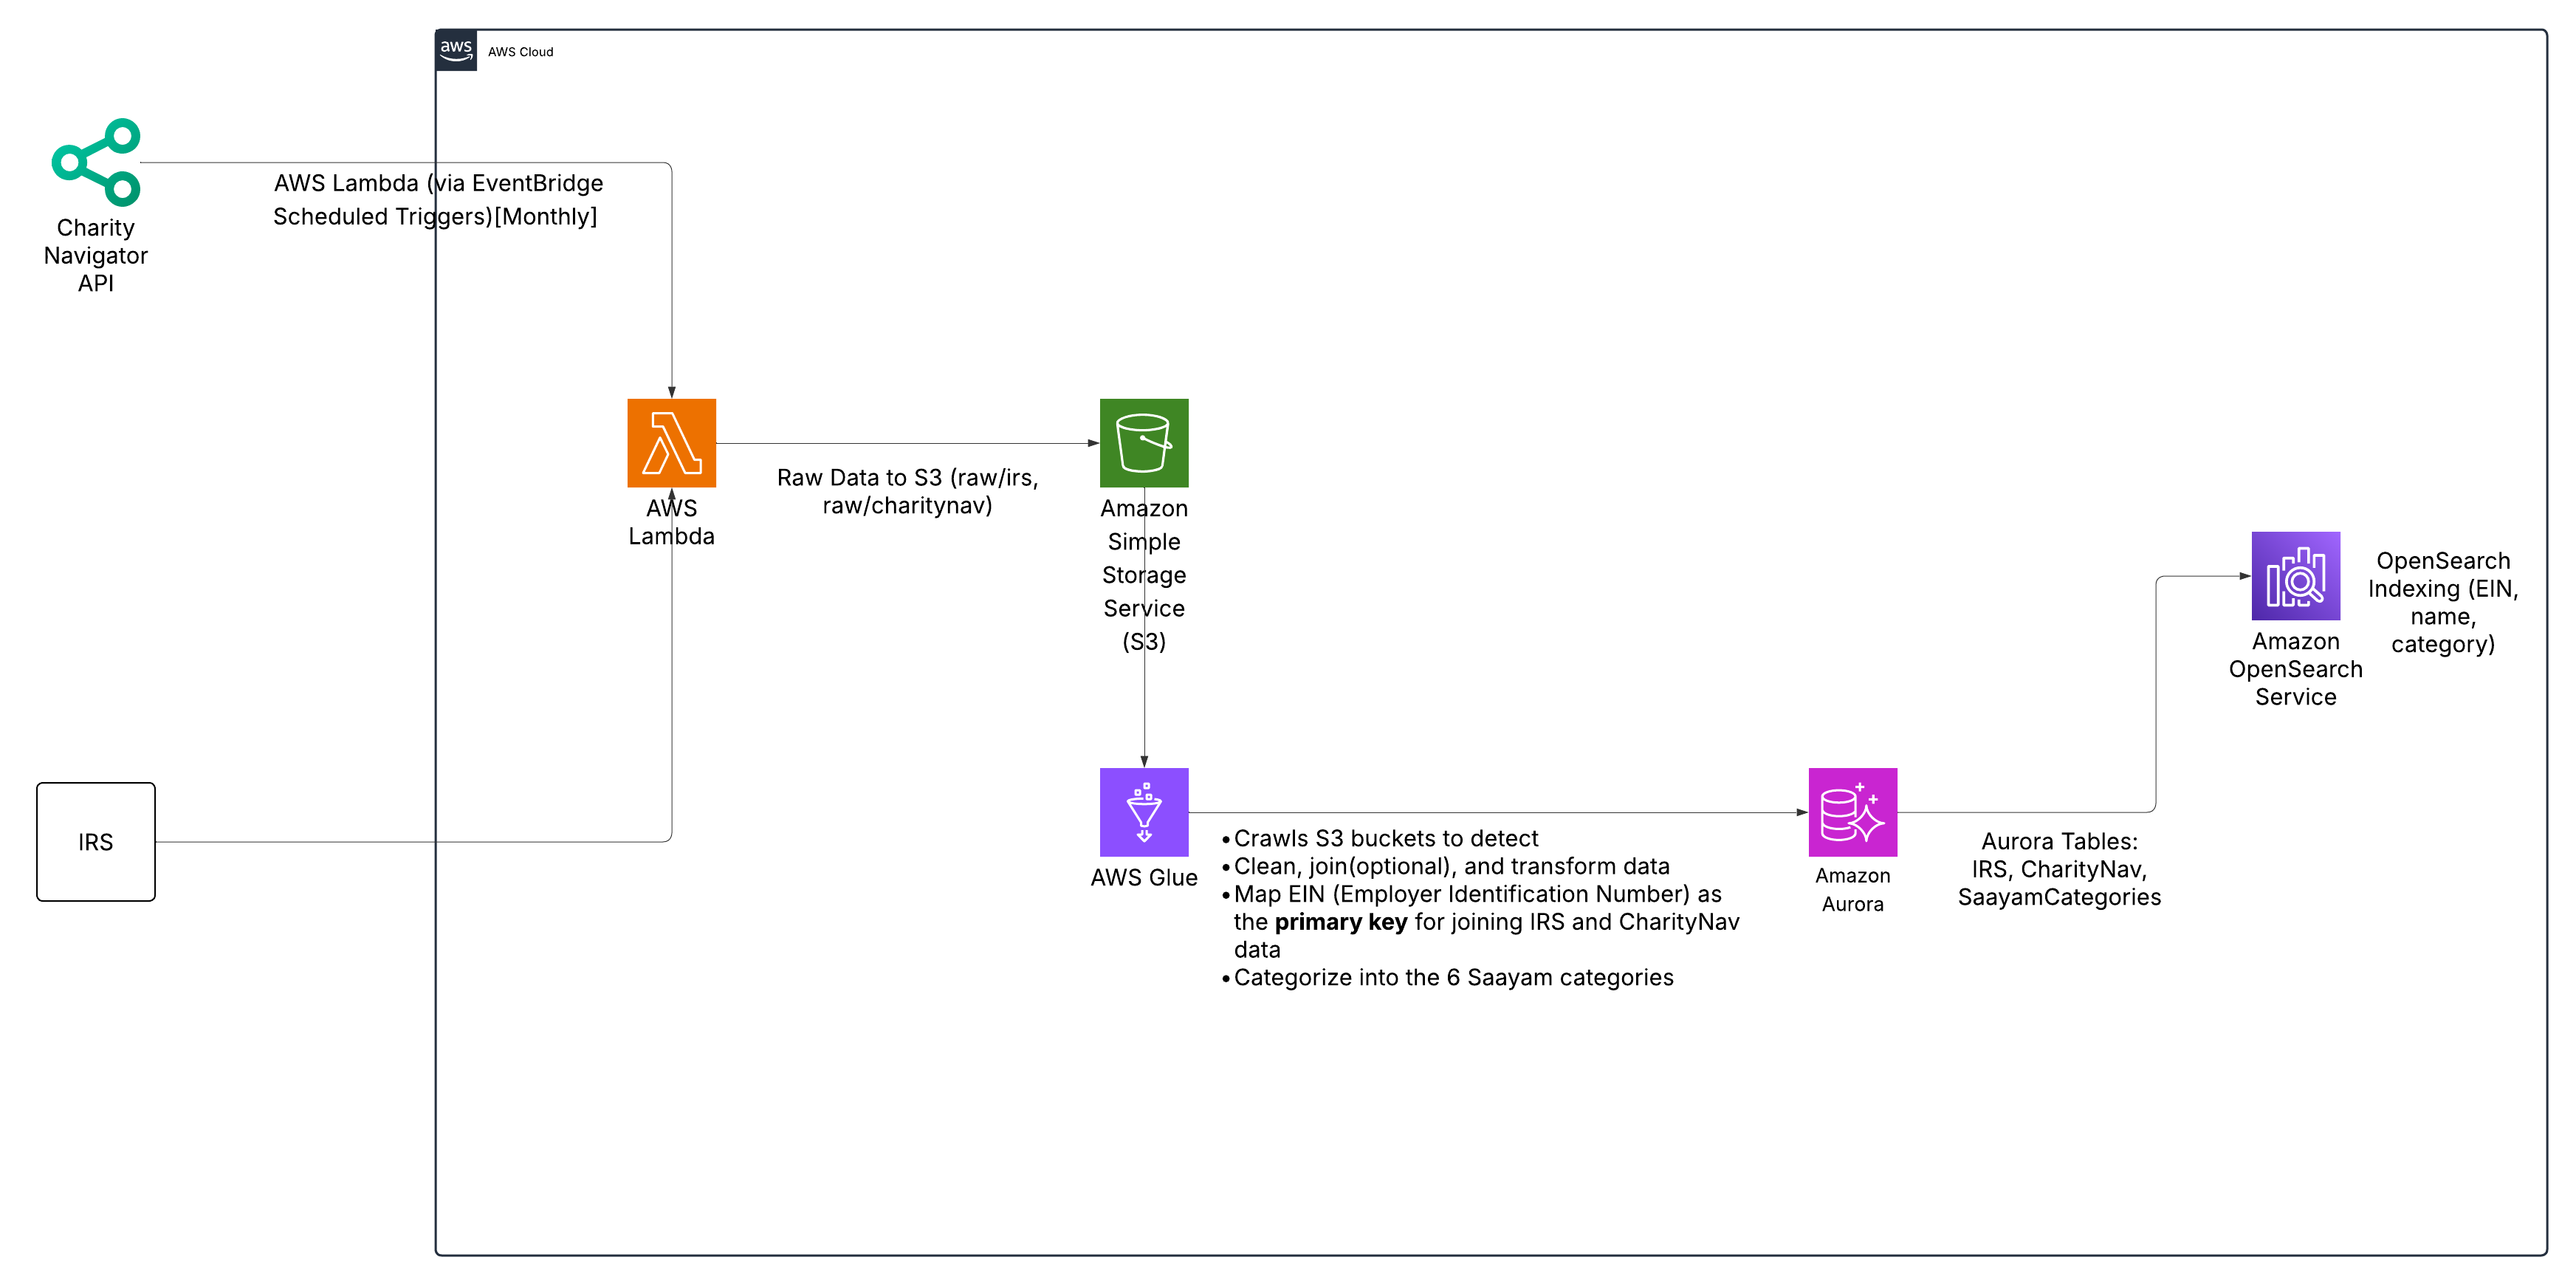 aws
AWS Cloud
Charity
Navigator
API
AWS Lambda (via EventBridge
Scheduled Triggers)[Monthly]
AWS
Lambda
Raw Data to S3 (raw/irs,
raw/charitynav)
Amazon
Simple
Storage
Service
(S3)
IRS
AWS Glue
•Crawls S3 buckets to detect
•Clean, join(optional), and transform data
•Map EIN (Employer Identification Number) as
the primary key for joining IRS and CharityNav
data
•Categorize into the 6 Saayam categories
Amazon
Aurora
Aurora Tables:
IRS, CharityNav,
SaayamCategories
Amazon
OpenSearch
Service
OpenSearch
Indexing (EIN,
name,
category)